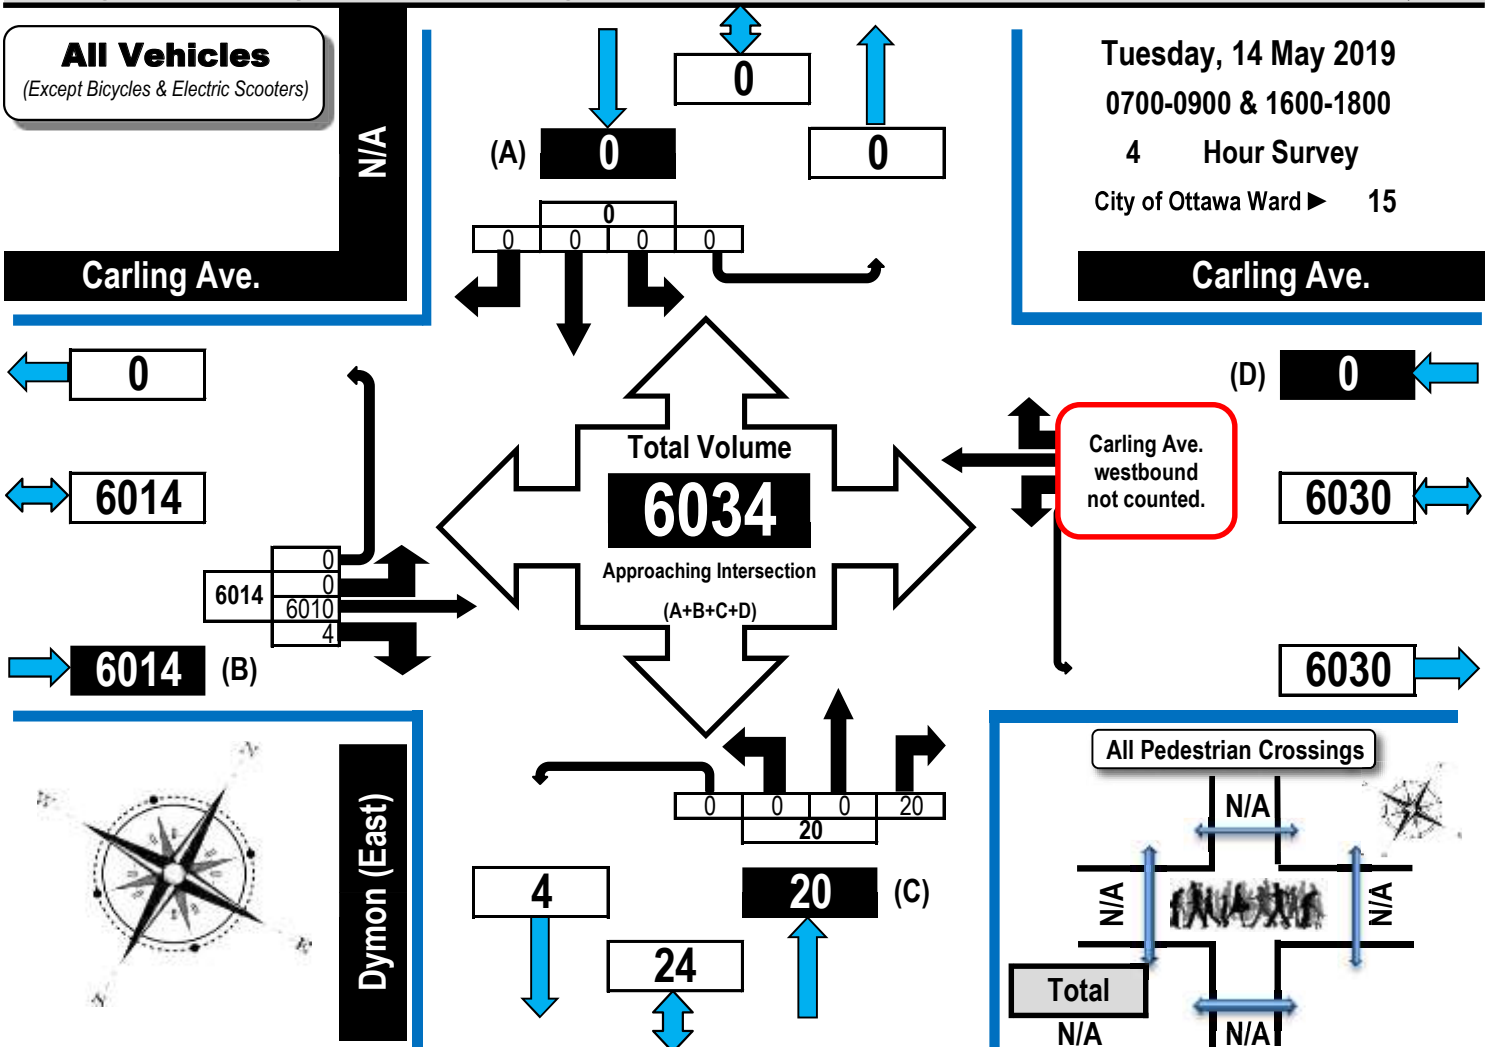 All Vehicles
(Except Bicycles & Electric Scooters)
N/A
Carling Ave.
0
(A) 0
0
0
0 0 0 0
Tuesday, 14 May 2019
0700-0900 & 1600-1800
4 Hour Survey
City of Ottawa Ward ► 15
Carling Ave.
0
6014
0
0
6014
6010
4
6014 (B)
Total Volume
6034
Approaching Intersection
(A+B+C+D)
(D) 0
Carling Ave.
westbound
not counted.
6030
6030
N
W
E
S
Dymon (East)
0 0 0 20
20
4
20 (C)
24
All Pedestrian Crossings
N/A
N/A
N/A
Total
N/A
N/A